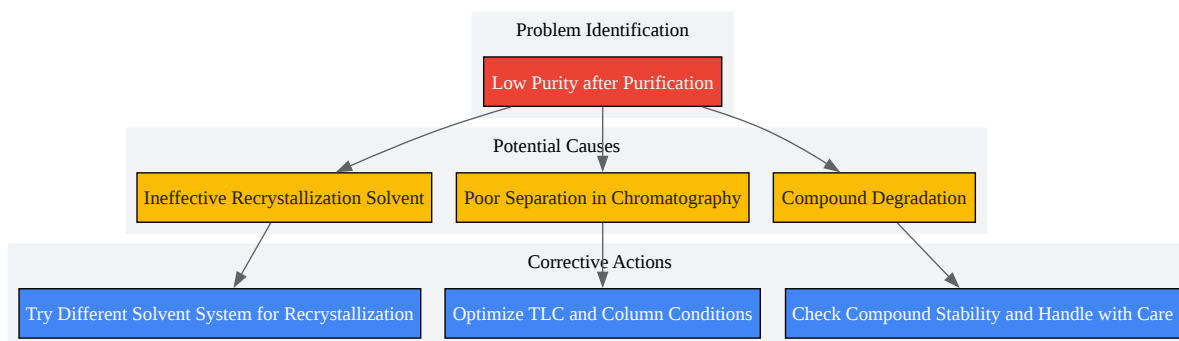 Problem Identification
Low Purity after Purification
Potential Causes
Ineffective Recrystallization Solvent
Poor Separation in Chromatography
Compound Degradation
Corrective Actions
Try Different Solvent System for Recrystallization
Optimize TLC and Column Conditions
Check Compound Stability and Handle with Care